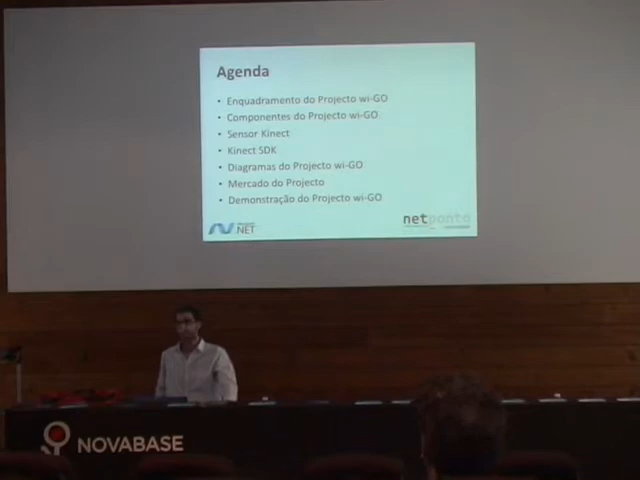 Agenda
• Enquadramento do Projecto wi-GO
• Componentes do Projecto wi-GO
• Sensor Kinect
• Kinect SDK
• Diagramas do Projecto wi-GO
• Mercado do Projecto
• Demonstração do Projecto wi-GO
.NET
netponto
NOVABASE